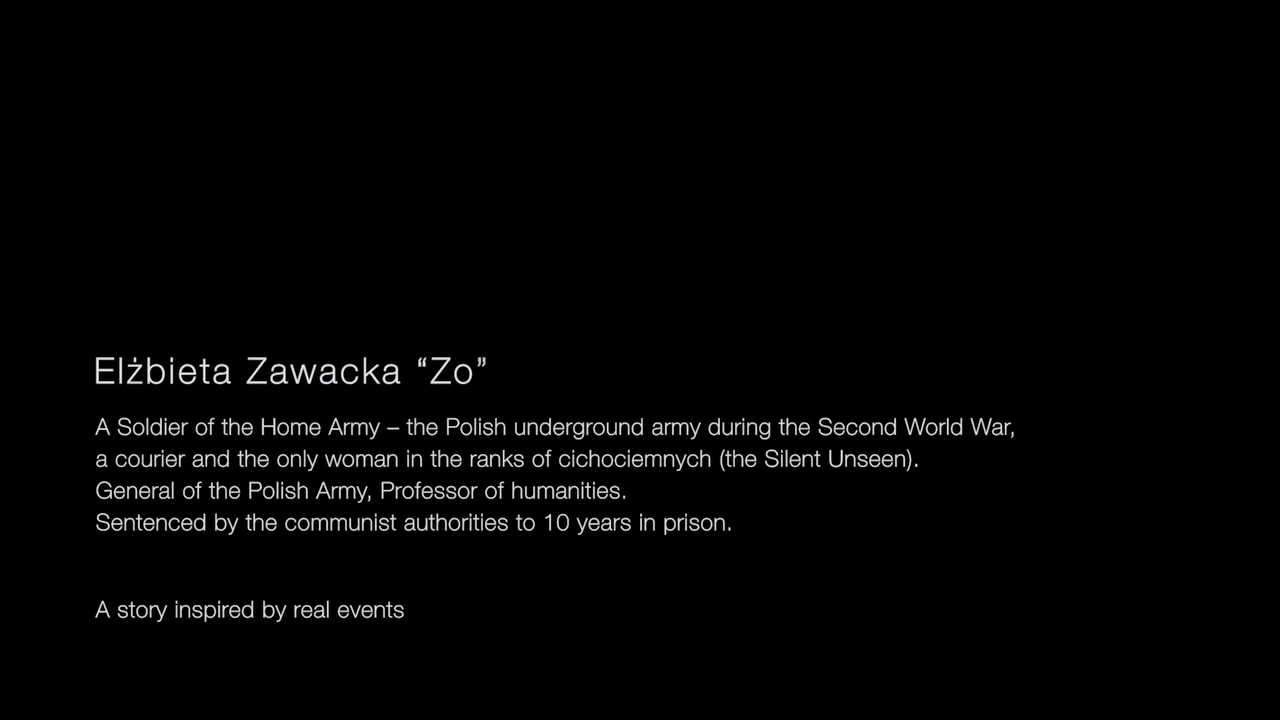 Elżbieta Zawacka “Zo”
A Soldier of the Home Army – the Polish underground army during the Second World War,
a courier and the only woman in the ranks of cichociemnych (the Silent Unseen).
General of the Polish Army, Professor of humanities.
Sentenced by the communist authorities to 10 years in prison.
A story inspired by real events